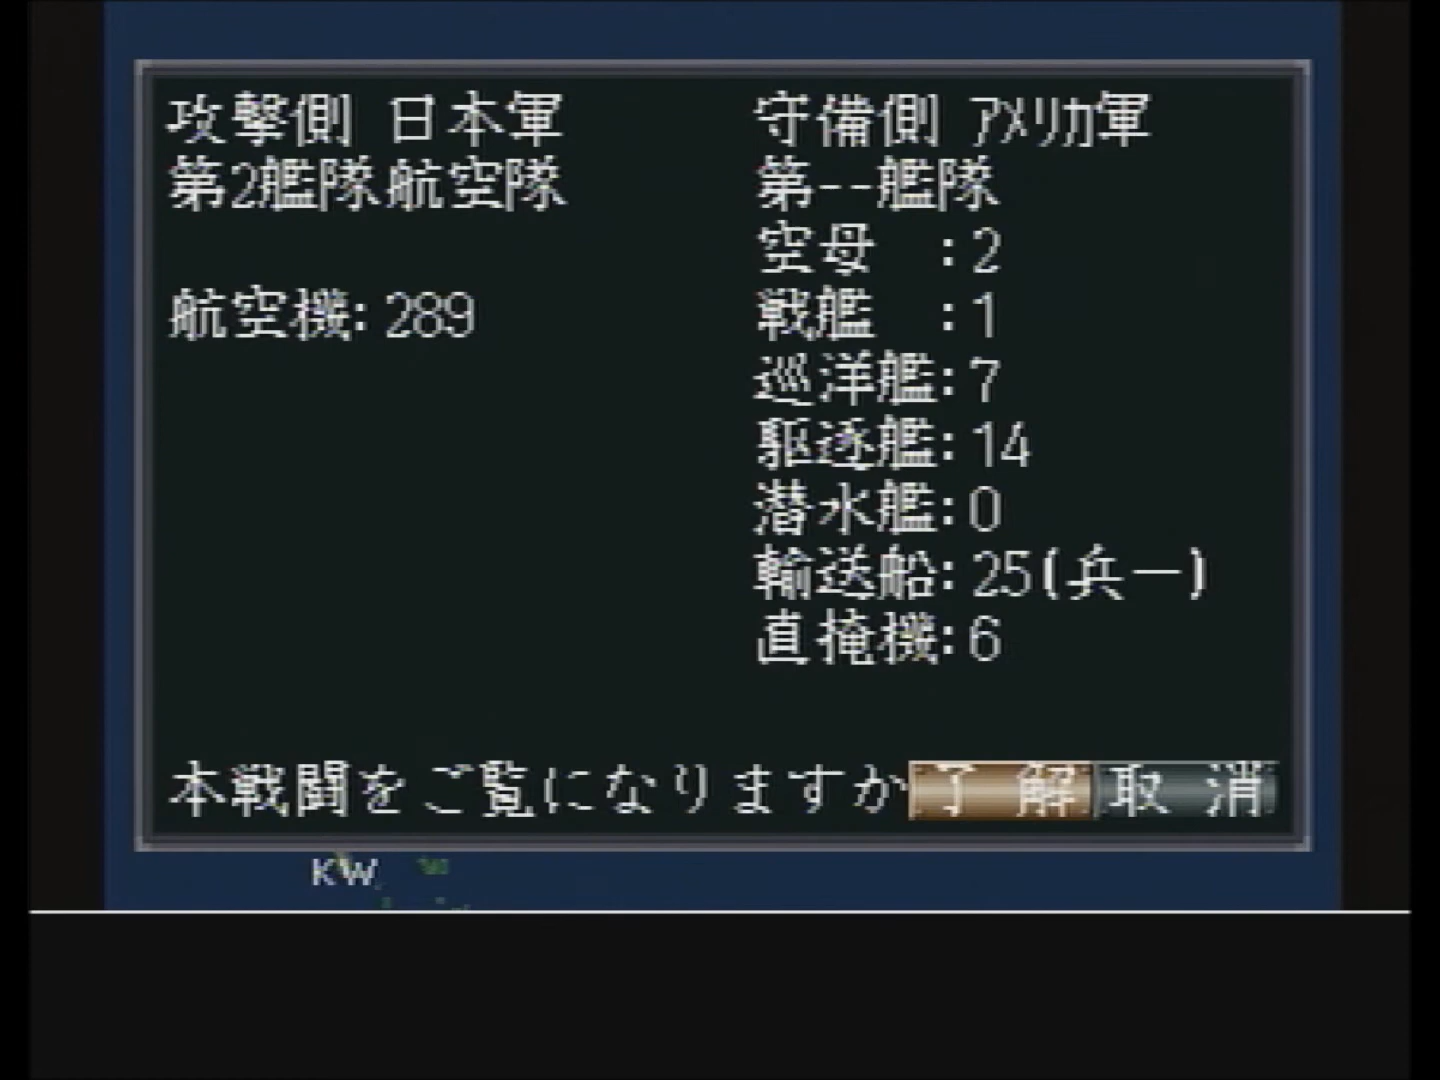 攻撃側 日本軍
第2艦隊航空隊
航空機:289
守備側 ｱﾒﾘｶ軍
第--艦隊
空母 :2
戦艦 :1
巡洋艦:7
駆逐艦:14
潜水艦:0
輸送船:25(兵ー)
直掩機:6
本戦闘をご覧になりますか 了解 取消
KW